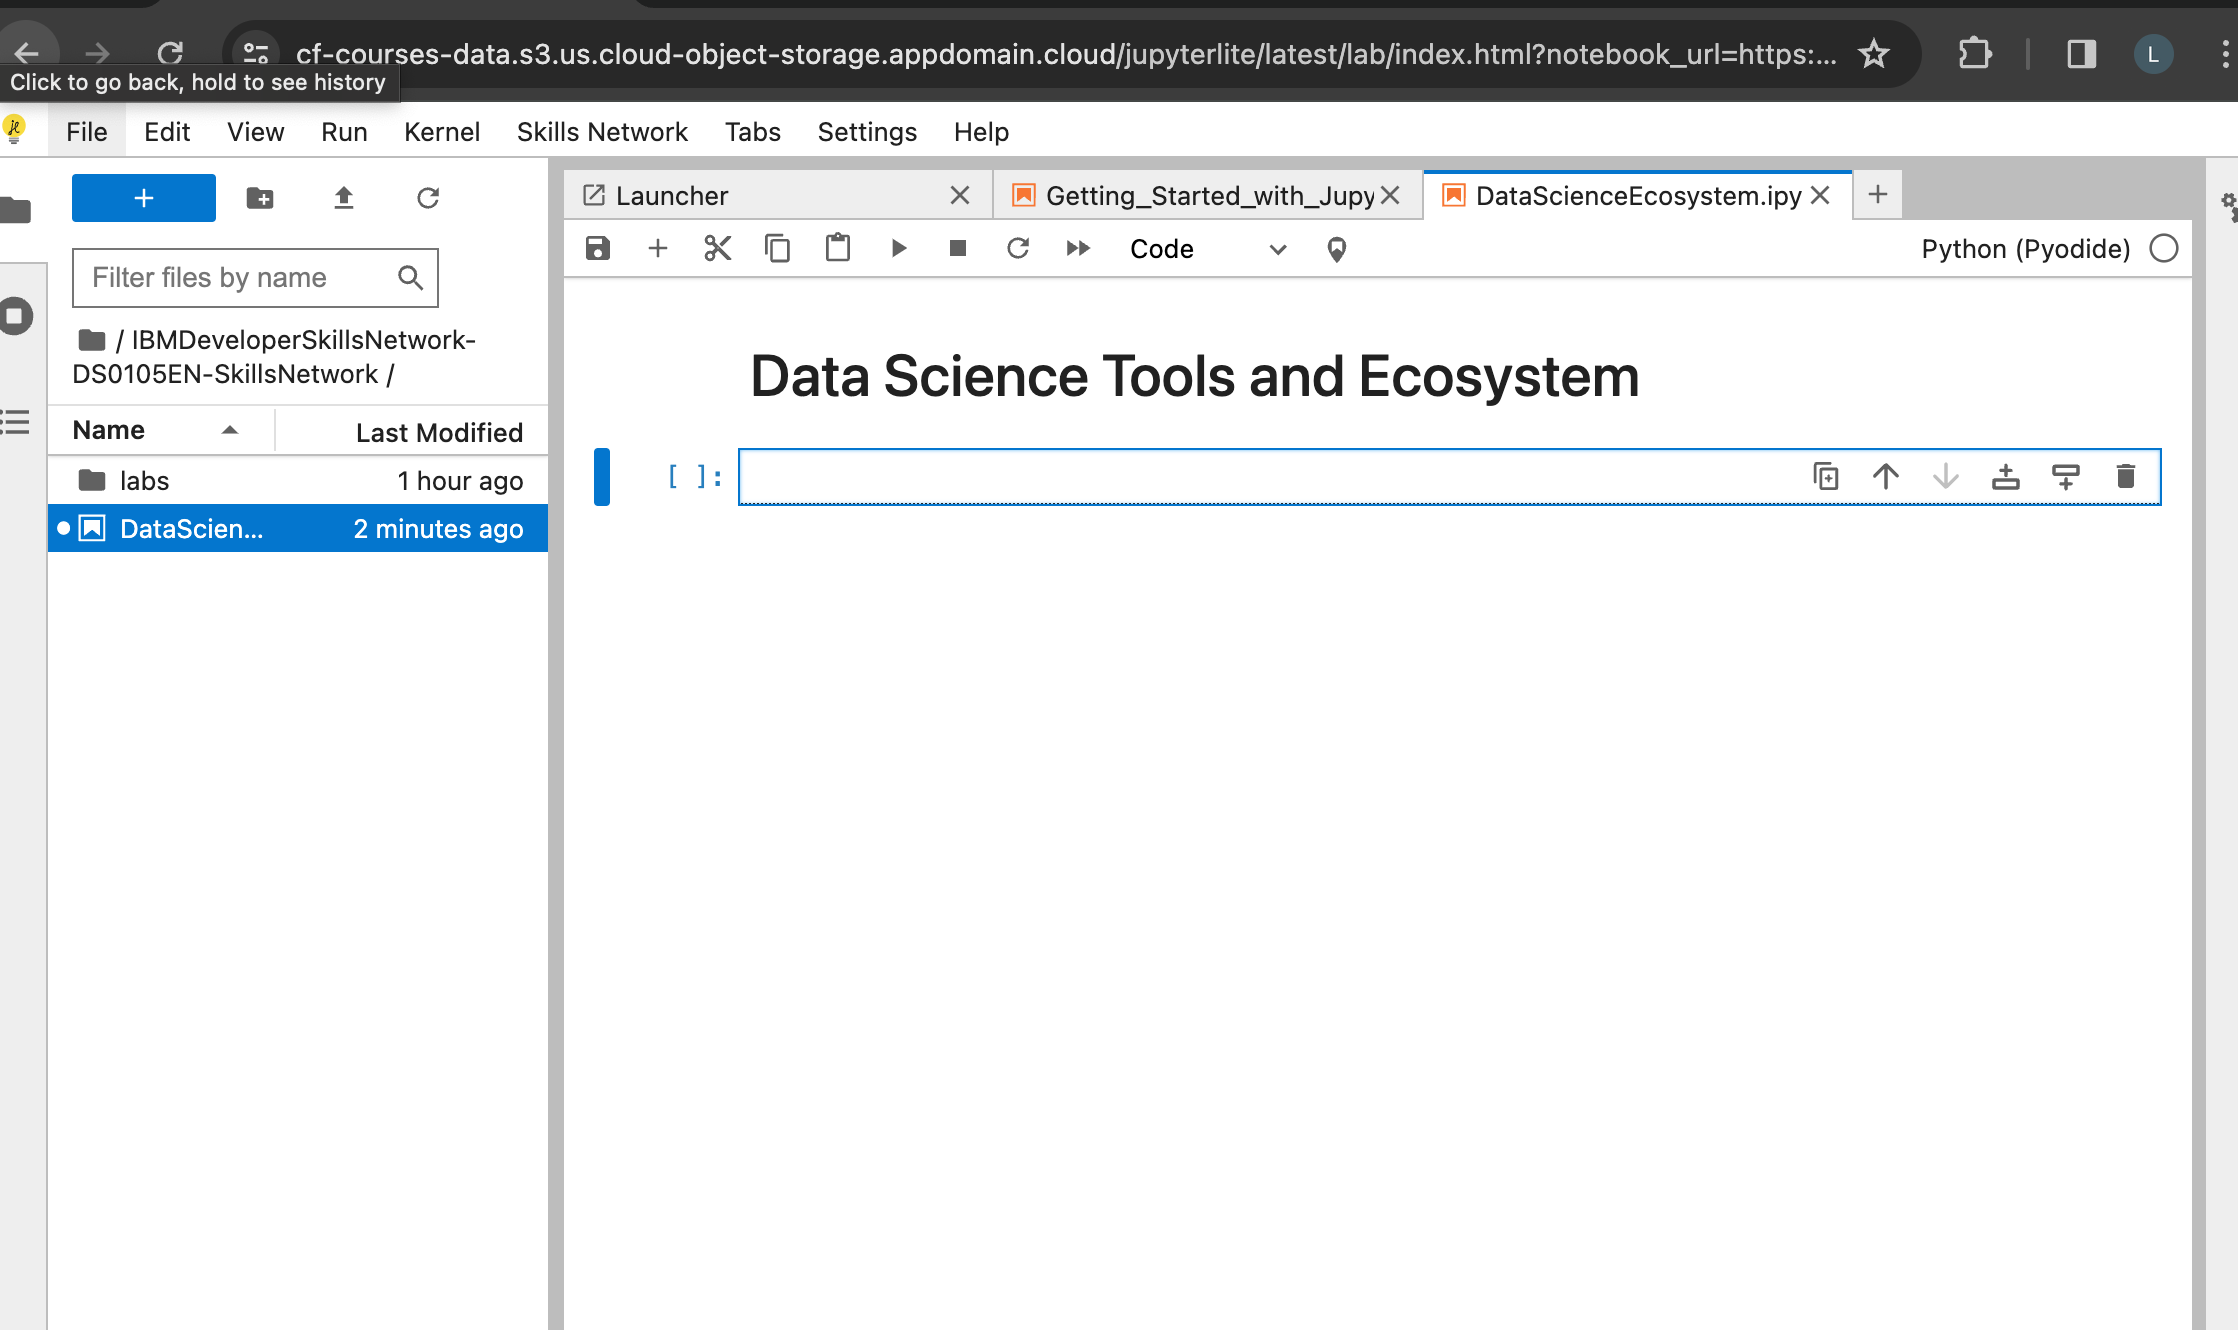 cf-courses-data.s3.us.cloud-object-storage.appdomain.cloud/jupyterlite/latest/lab/index.html?notebook_url=https:...
L
Click to go back, hold to see history
File Edit View Run Kernel Skills Network Tabs Settings Help
Launcher
Getting_Started_with_Jupy
DataScienceEcosystem.ipy
Code
Python (Pyodide)
Filter files by name
/ IBMDeveloperSkillsNetwork-
DS0105EN-SkillsNetwork /
Name Last Modified
labs 1 hour ago
DataScien... 2 minutes ago
Data Science Tools and Ecosystem
[ ]: